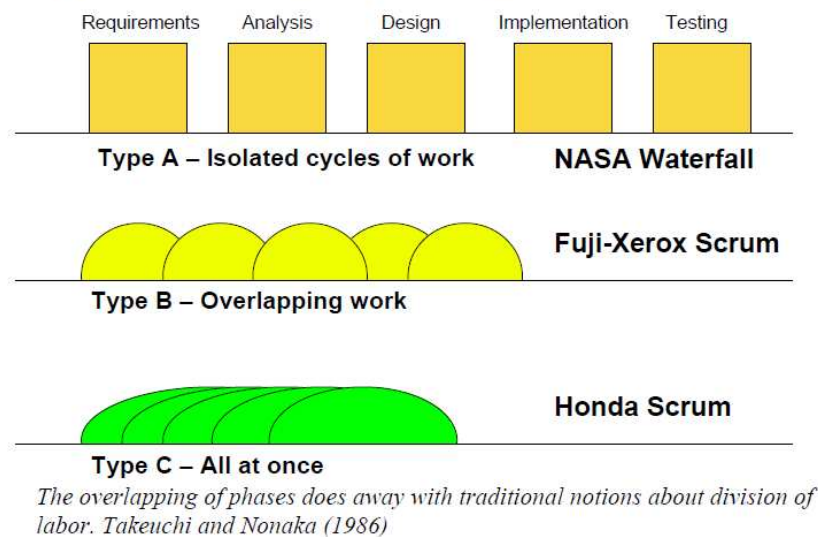 Requirements Analysis Design Implementation Testing
Type A – Isolated cycles of work NASA Waterfall
Fuji-Xerox Scrum
Type B – Overlapping work
Honda Scrum
Type C – All at once
The overlapping of phases does away with traditional notions about division of
labor. Takeuchi and Nonaka (1986)